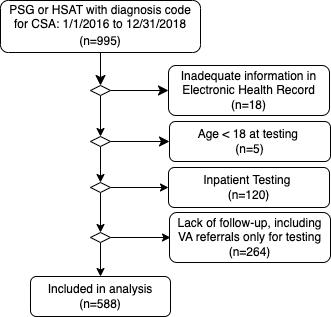 PSG or HSAT with diagnosis code
for CSA: 1/1/2016 to 12/31/2018
(n=995)
Inadequate information in
Electronic Health Record
(n=18)
Age < 18 at testing
(n=5)
Inpatient Testing
(n=120)
Lack of follow-up, including
VA referrals only for testing
(n=264)
Included in analysis
(n=588)